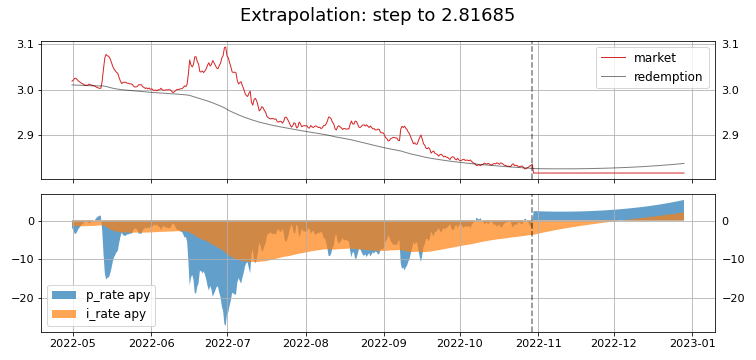 Extrapolation: step to 2.81685
3.1 3.1
market
redemption
3.0 3.0
2.9 2.9
0 0
−10 −10
p_rate apy
i_rate apy
−20 −20
2022-05 2022-06 2022-07 2022-08 2022-09 2022-10 2022-11 2022-12 2023-01